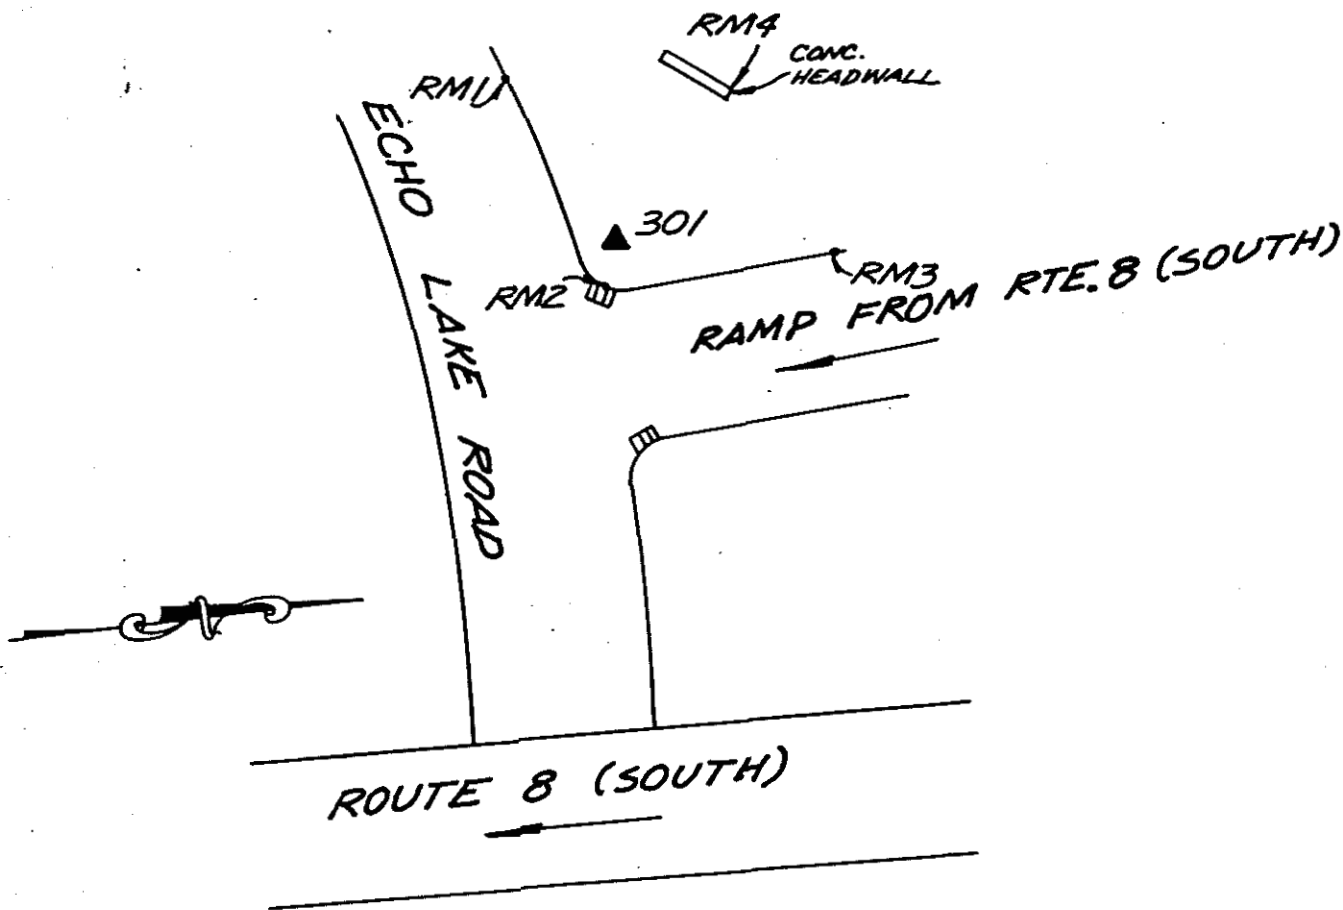 RM4
CONC.
HEADWALL
RM1
ECHO LAKE ROAD
301
RM2
RM3
RAMP FROM RTE. 8 (SOUTH)
ROUTE 8 (SOUTH)